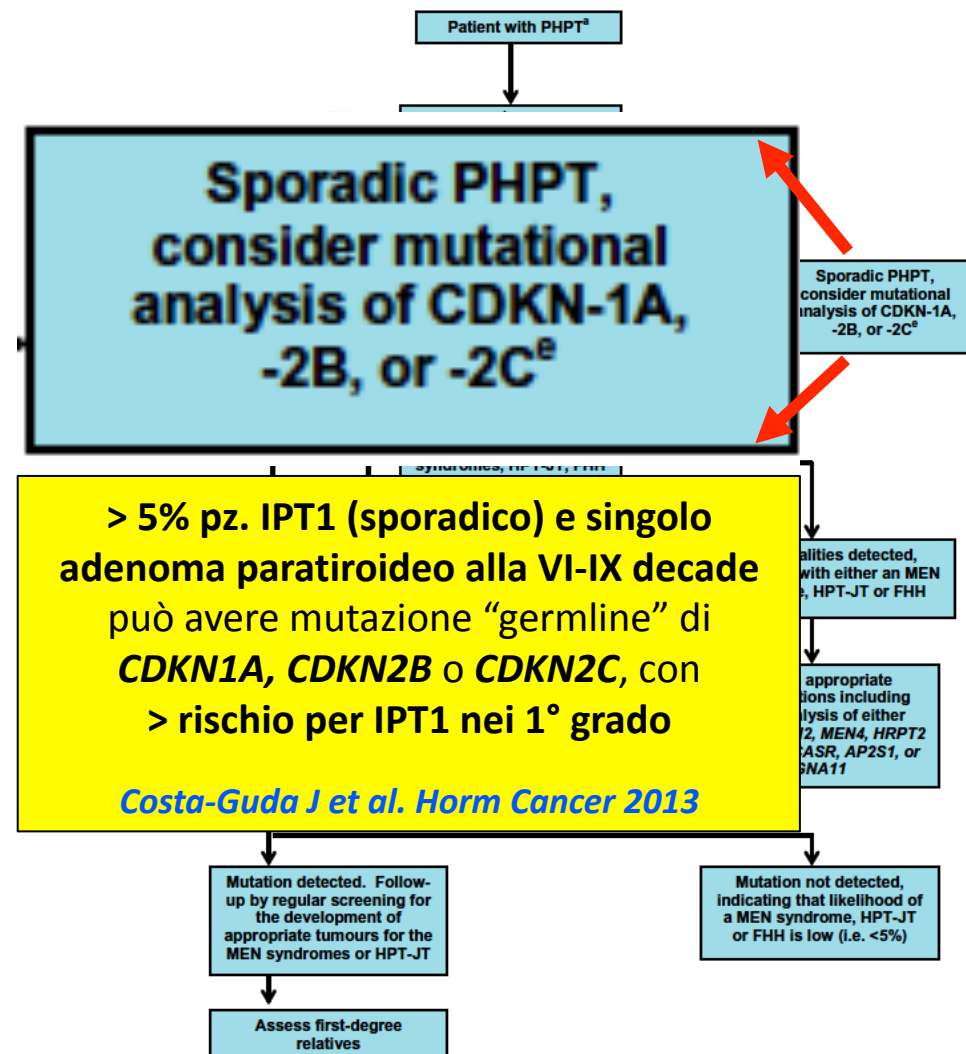 Patient with PHPTa
Sporadic PHPT,
consider mutational
analysis of CDKN-1A,
-2B, or -2Ce
Sporadic PHPT,
consider mutational
analysis of CDKN-1A,
-2B, or -2Ce
syndromes, HPT-JT, FHH
> 5% pz. IPT1 (sporadico) e singolo
adenoma paratiroideo alla VI-IX decade
può avere mutazione “germline” di
CDKN1A, CDKN2B o CDKN2C, con
> rischio per IPT1 nei 1° grado
Costa-Guda J et al. Horm Cancer 2013
alities detected,
with either an MEN
e, HPT-JT or FHH
appropriate
tions including
lysis of either
N2, MEN4, HRPT2
CASR, AP2S1, or
GNA11
Mutation detected. Follow-
up by regular screening for
the development of
appropriate tumours for the
MEN syndromes or HPT-JT
Mutation not detected,
indicating that likelihood of
a MEN syndrome, HPT-JT
or FHH is low (i.e. <5%)
Assess first-degree
relatives